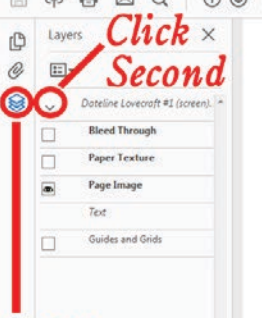 Layers
Click
Second
Dateline Lovecraft #1 (screen).
Bleed Through
Paper Texture
Page Image
Text
Guides and Grids